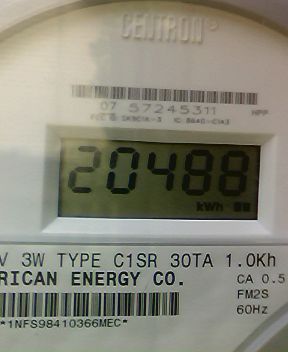 CENTRON®
07 57245311 HPP
20488
kWh
V 3W TYPE C1SR 30TA 1.0Kh
RICAN ENERGY CO. CA 0.5
FM2S
60Hz
*1NFS98410366MEC*